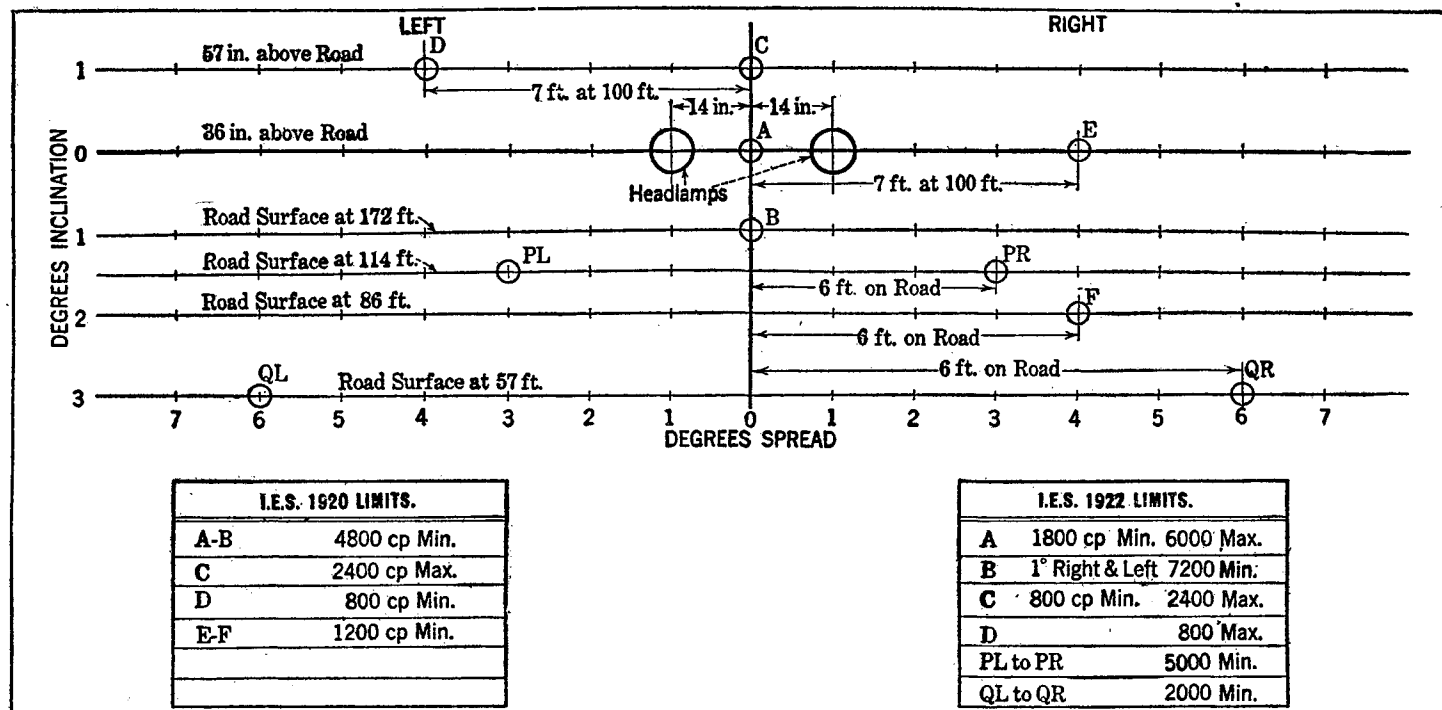 LEFT
RIGHT
D
C
57 in. above Road
1
7 ft. at 100 ft.
14 in.
14 in.
36 in. above Road
A
E
0
Headlamps
7 ft. at 100 ft.
DEGREES INCLINATION
Road Surface at 172 ft.
B
1
Road Surface at 114 ft.
PL
PR
6 ft. on Road
Road Surface at 86 ft.
F
2
6 ft. on Road
QL
Road Surface at 57 ft.
6 ft. on Road
QR
3
7 6 5 4 3 2 1 0 1 2 3 4 5 6 7
DEGREES SPREAD
I.E.S. 1920 LIMITS.
A-B 4800 cp Min.
C 2400 cp Max.
D 800 cp Min.
E-F 1200 cp Min.
I.E.S. 1922 LIMITS.
A 1800 cp Min. 6000 Max.
B 1° Right & Left 7200 Min.
C 800 cp Min. 2400 Max.
D 800 Max.
PL to PR 5000 Min.
QL to QR 2000 Min.